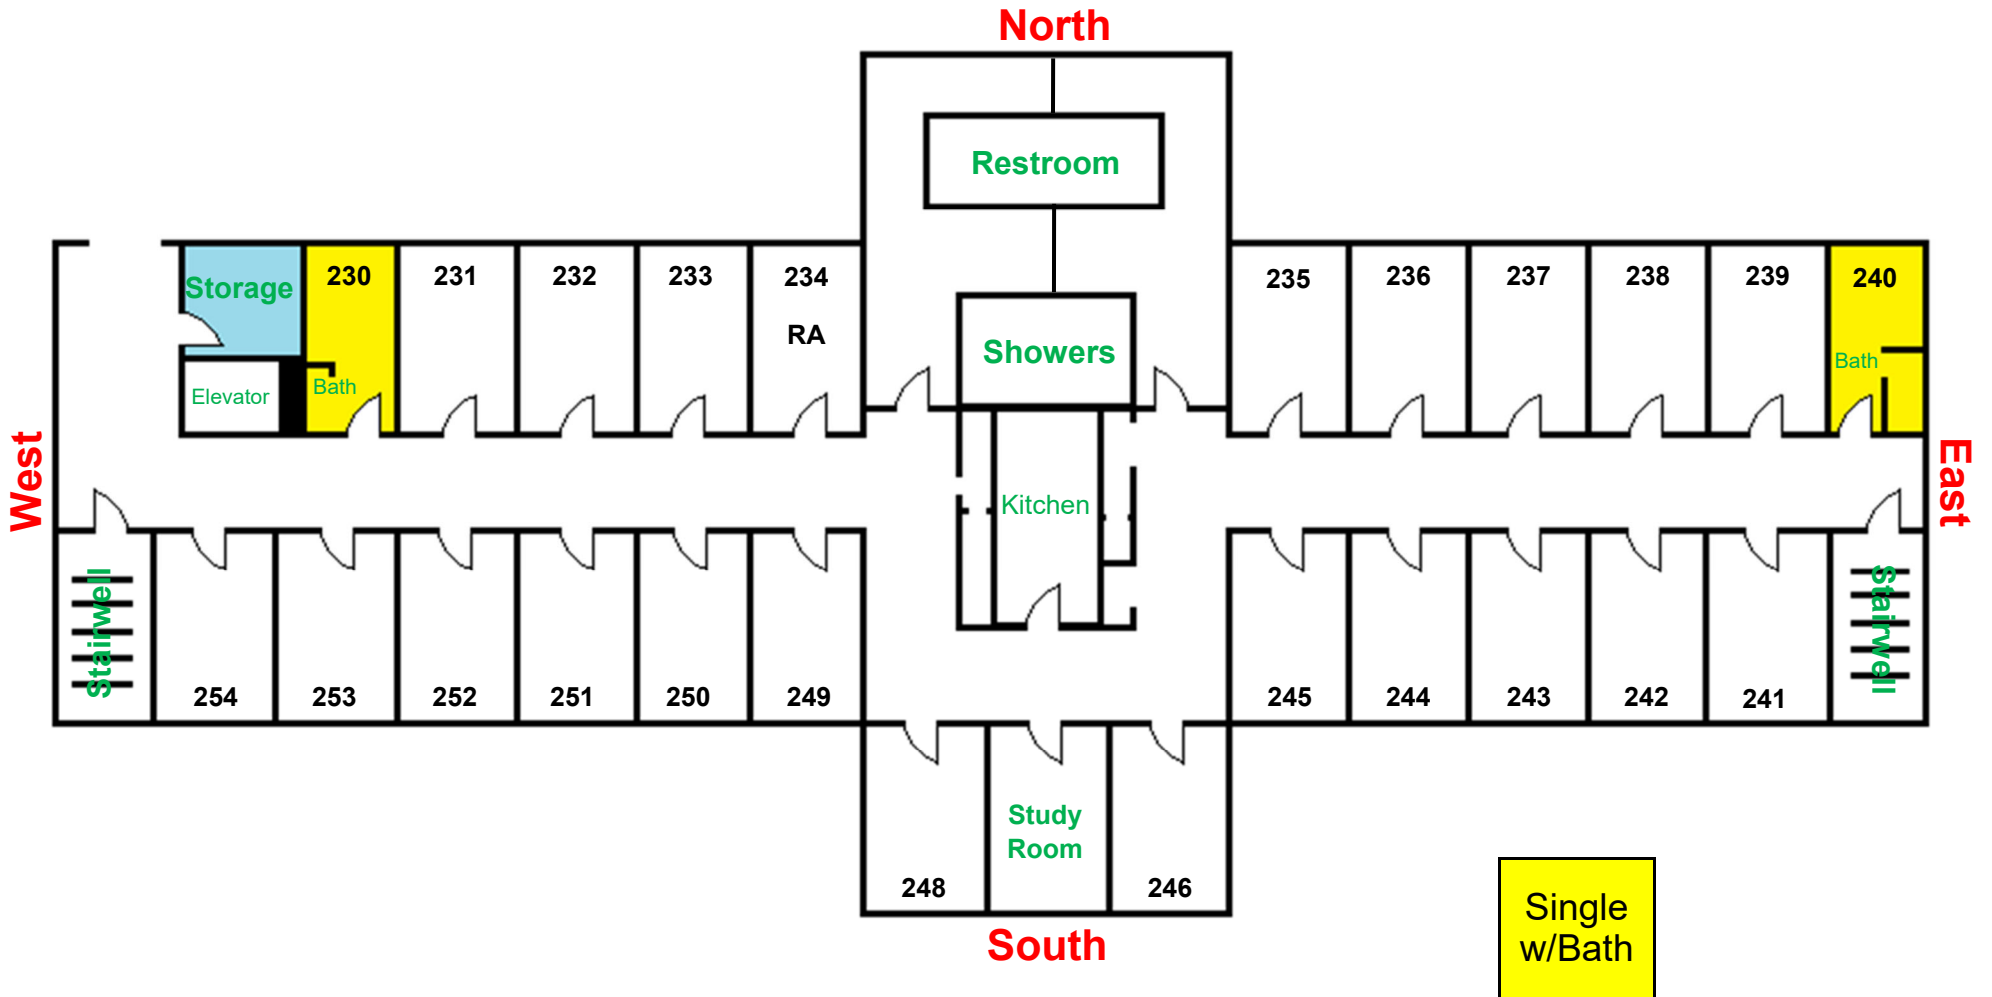 North
Restroom
Storage
230
231
232
233
234
235
236
237
238
239
240
RA
Showers
Elevator
Bath
Bath
West
Kitchen
East
Stairwell
Stairwell
254
253
252
251
250
249
245
244
243
242
241
Study
Room
248
246
South
Single
w/Bath